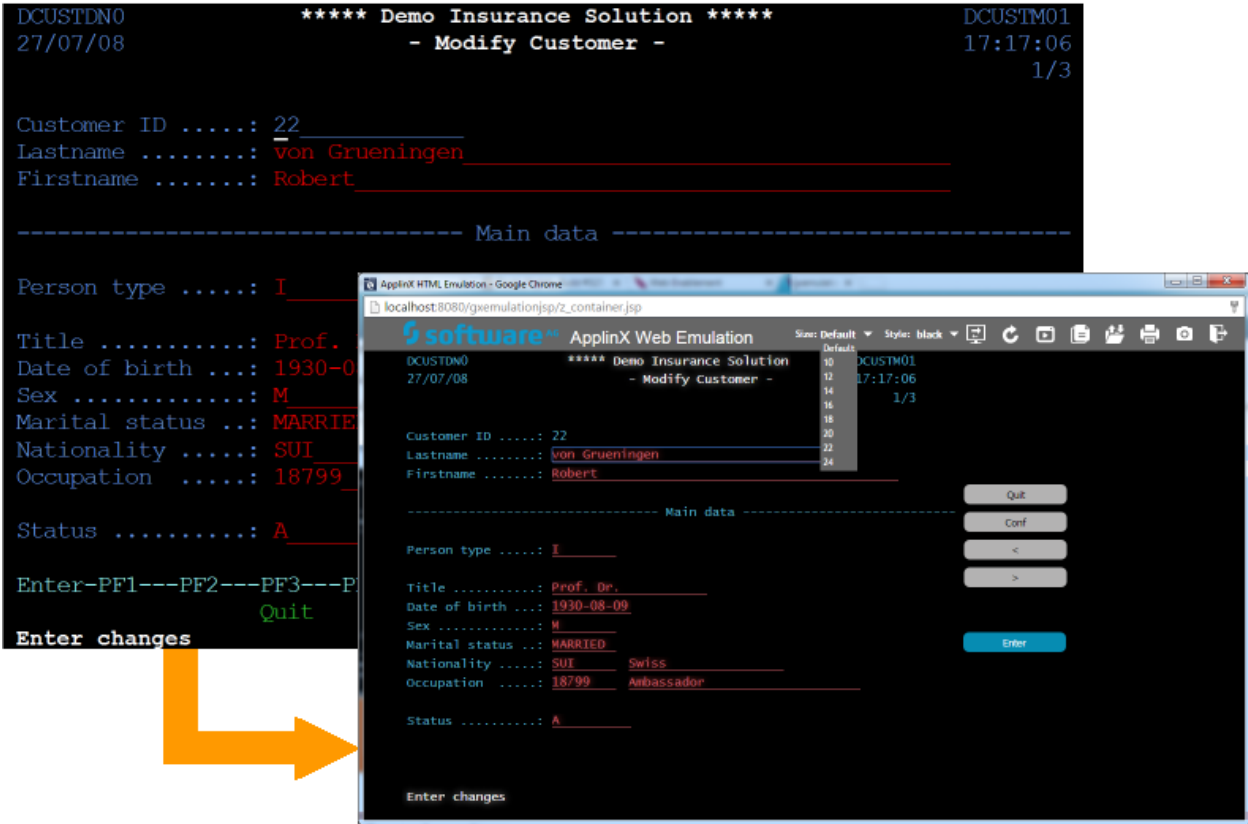 DCUSTDN0 ***** Demo Insurance Solution ***** DCUSTM01
27/07/08 - Modify Customer - 17:17:06
1/3
Customer ID .....: 22
Lastname ........: von Grueningen
Firstname .......: Robert
--------------------------------- Main data ----------------------------------
Person type .....: I
Title ...........: Prof.
Date of birth ...: 1930-0
Sex .............: M
Marital status ..: MARRIE
Nationality .....: SUI
Occupation .....: 18799
Status ..........: A
Enter-PF1---PF2---PF3---P
Quit
Enter changes
ApplinX HTML Emulation - Google Chrome
localhost:8080/gxemulationjsp/z_container.jsp
software AG ApplinX Web Emulation Size: Default Style: black
Default
10
12
14
16
18
20
22
24
DCUSTDN0 ***** Demo Insurance Solution DCUSTM01
27/07/08 - Modify Customer - 17:17:06
1/3
Customer ID .....: 22
Lastname ........: von Grueningen
Firstname .......: Robert
-------------------------------- Main data ---------------------------
Person type .....: I
Title ...........: Prof. Dr.
Date of birth ...: 1930-08-09
Sex .............: M
Marital status ..: MARRIED
Nationality .....: SUI Swiss
Occupation .....: 18799 Ambassador
Status ..........: A
Enter changes
Quit
Conf
<
>
Enter